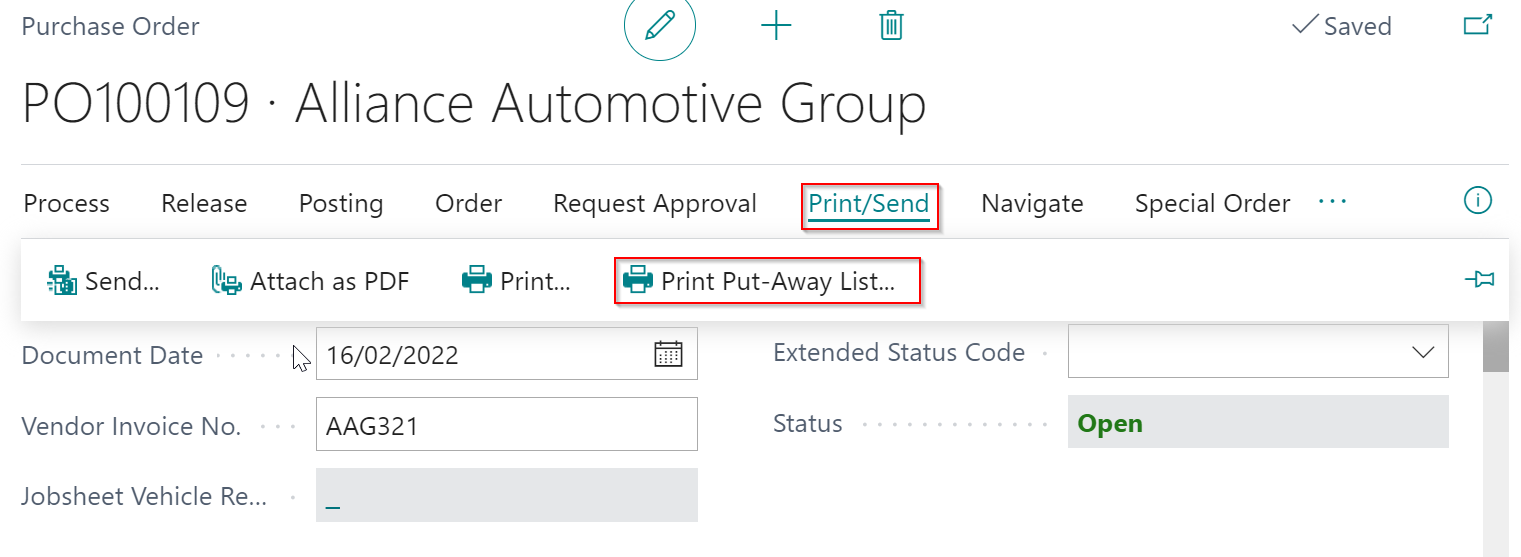 Purchase Order
Saved
PO100109 · Alliance Automotive Group
Process Release Posting Order Request Approval Print/Send Navigate Special Order ...
Send... Attach as PDF Print... Print Put-Away List...
Document Date 16/02/2022 Extended Status Code
Vendor Invoice No. AAG321 Status Open
Jobsheet Vehicle Re... _